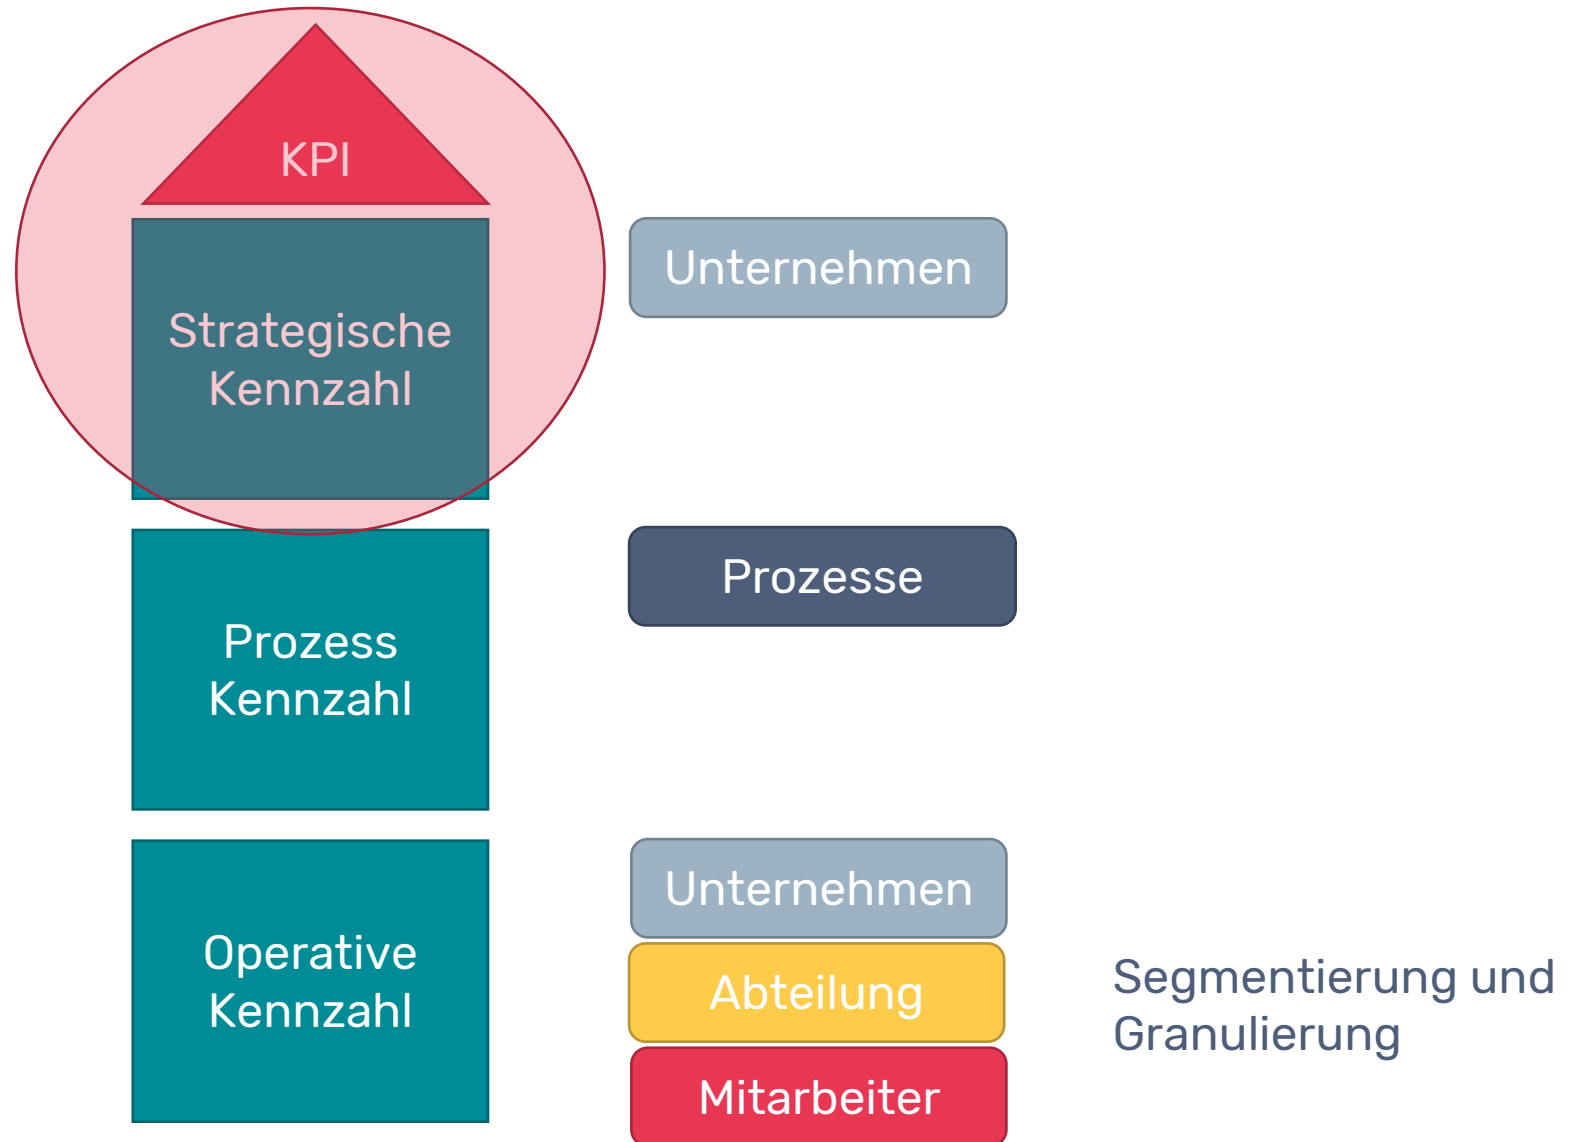 KPI
Strategische
Kennzahl
Unternehmen
Prozess
Kennzahl
Prozesse
Operative
Kennzahl
Unternehmen
Abteilung
Mitarbeiter
Segmentierung und
Granulierung